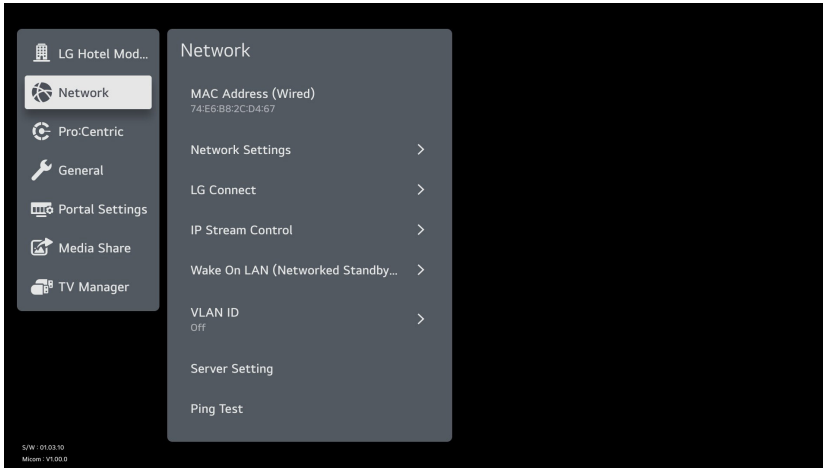 LG Hotel Mod...
Network
Pro:Centric
General
Portal Settings
Media Share
TV Manager
Network
MAC Address (Wired)
74:E6:B8:2C:D4:67
Network Settings
LG Connect
IP Stream Control
Wake On LAN (Networked Standby...
VLAN ID
Off
Server Setting
Ping Test
S/W : 01.03.10
Micom : V1.00.0